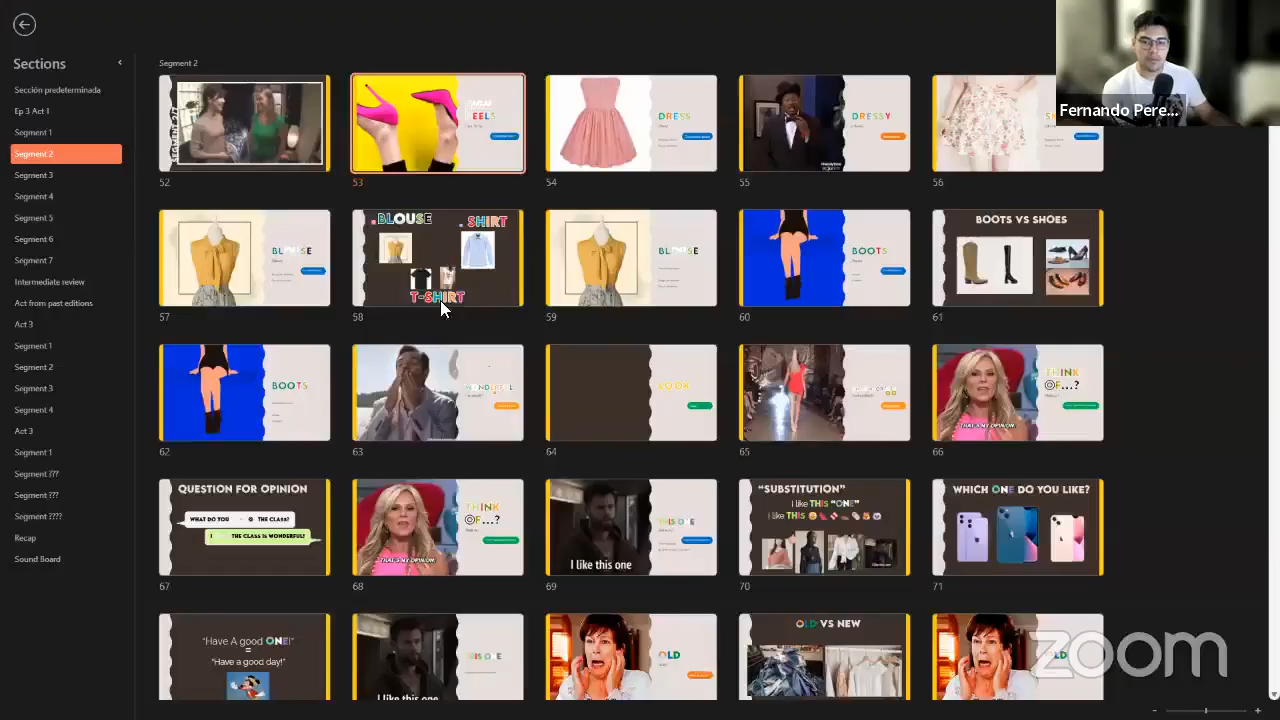 Sections
Sección predeterminada
Ep 3 Act 1
Segment 1
Segment 2
Segment 3
Segment 4
Segment 5
Segment 6
Segment 7
Intermediate review
Act from past editions
Act 3
Segment 1
Segment 2
Segment 3
Segment 4
Act 3
Segment 1
Segment ???
Segment ???
Segment ????
Recap
Sound Board
Segment 2
Fernando Pere...
DRESS
DRESSY
52
53
54
55
56
BLOUSE
BLOUSE
SHIRT
T-SHIRT
BLOUSE
BOOTS
BOOTS VS SHOES
57
58
59
60
61
BOOTS
WONDERFUL
LOOK
THINK
OF...?
THAT'S MY OPINION.
62
63
64
65
66
QUESTION FOR OPINION
WHAT DO YOU
THE CLASS?
I
THE CLASS IS WONDERFUL!
THINK
OF...?
THAT'S MY OPINION.
THIS ONE
I like this one
"SUBSTITUTION"
I like THIS "ONE"
I like THIS
WHICH ONE DO YOU LIKE?
67
68
69
70
71
"Have A good ONE!"
=
"Have a good day!"
THIS ONE
I like this one
OLD
OLD VS NEW
OLD
zoom